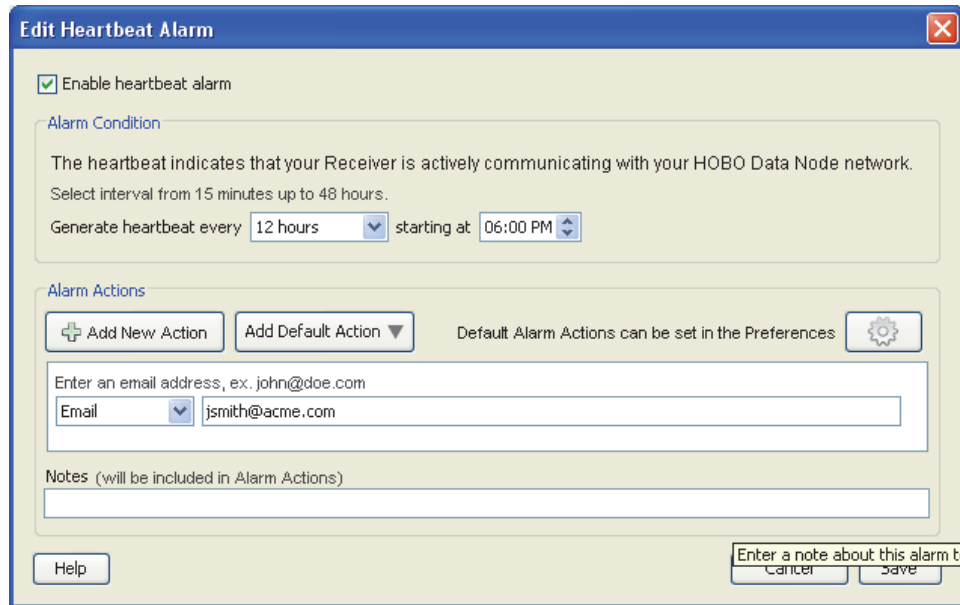 Edit Heartbeat Alarm
Enable heartbeat alarm
Alarm Condition
The heartbeat indicates that your Receiver is actively communicating with your HOBO Data Node network.
Select interval from 15 minutes up to 48 hours.
Generate heartbeat every 12 hours starting at 06:00 PM
Alarm Actions
Add New Action Add Default Action Default Alarm Actions can be set in the Preferences
Enter an email address, ex. john@doe.com
Email jsmith@acme.com
Notes (will be included in Alarm Actions)
Enter a note about this alarm t
Help Cancel Save